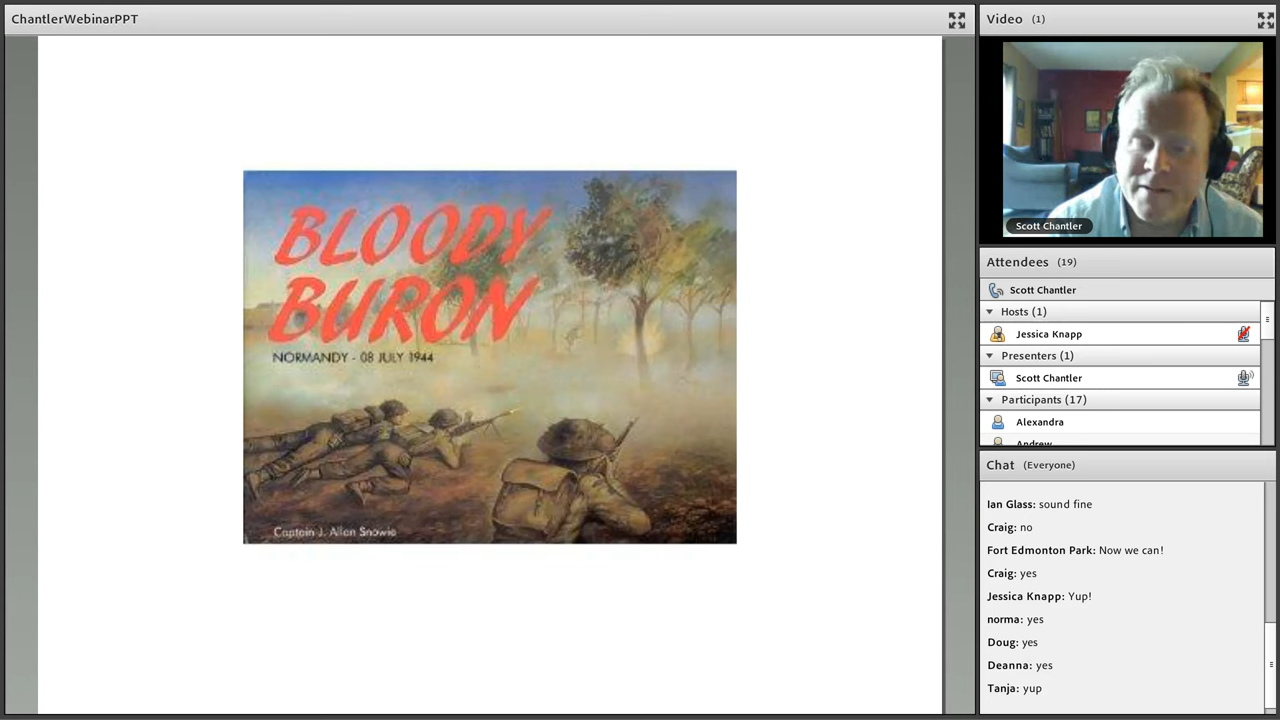 ChantlerWebinarPPT
BLOODY
BURON
NORMANDY - 08 JULY 1944
Captain J. Allan Snowie
Video (1)
Scott Chantler
Attendees (19)
Scott Chantler
Hosts (1)
Jessica Knapp
Presenters (1)
Scott Chantler
Participants (17)
Alexandra
Andrew
Chat (Everyone)
Ian Glass: sound fine
Craig: no
Fort Edmonton Park: Now we can!
Craig: yes
Jessica Knapp: Yup!
norma: yes
Doug: yes
Deanna: yes
Tanja: yup